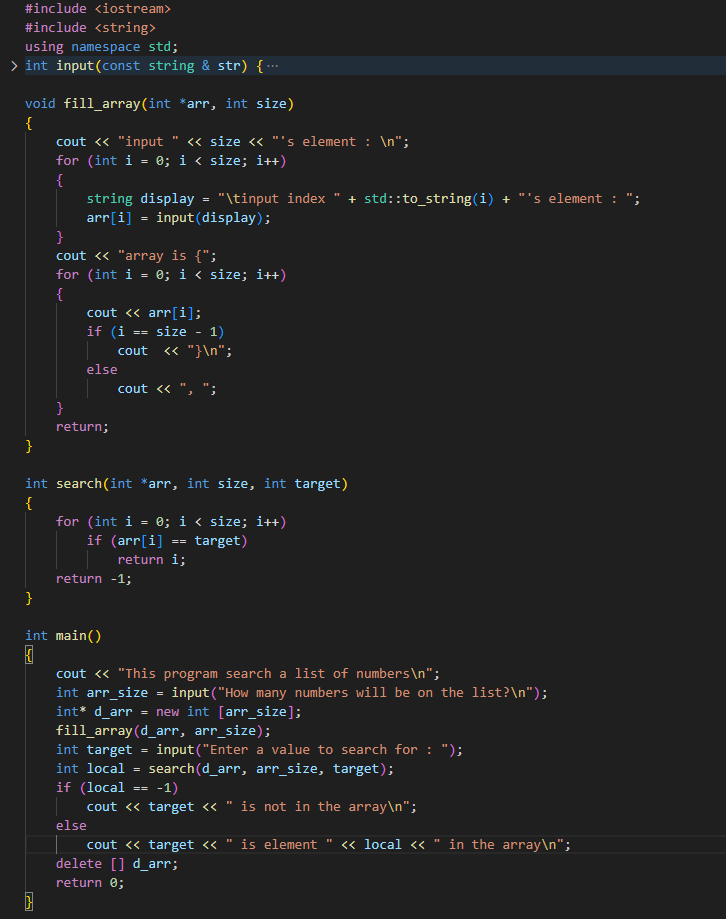 #include <iostream>
#include <string>
using namespace std;
int input(const string & str) {⋯
void fill_array(int *arr, int size)
{
    cout << "input " << size << "'s element : \n";
    for (int i = 0; i < size; i++)
    {
        string display = "\tinput index " + std::to_string(i) + "'s element : ";
        arr[i] = input(display);
    }
    cout << "array is {";
    for (int i = 0; i < size; i++)
    {
        cout << arr[i];
        if (i == size - 1)
            cout  << "}\n";
        else
            cout << ", ";
    }
    return;
}
int search(int *arr, int size, int target)
{
    for (int i = 0; i < size; i++)
        if (arr[i] == target)
            return i;
    return -1;
}
int main()
{
    cout << "This program search a list of numbers\n";
    int arr_size = input("How many numbers will be on the list?\n");
    int* d_arr = new int [arr_size];
    fill_array(d_arr, arr_size);
    int target = input("Enter a value to search for : ");
    int local = search(d_arr, arr_size, target);
    if (local == -1)
        cout << target << " is not in the array\n";
    else
        cout << target << " is element " << local << " in the array\n";
    delete [] d_arr;
    return 0;
}